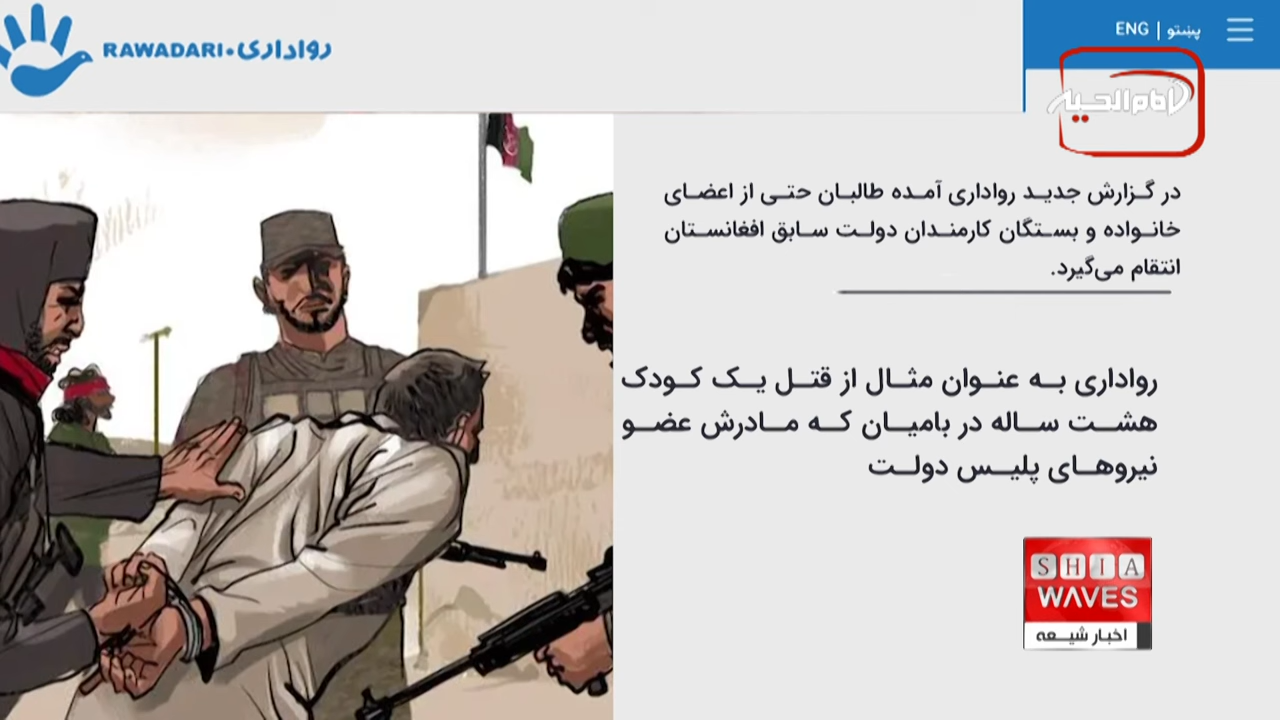 RAWADARI • رواداری
ENG | پښتو
امام الحسین
در گزارش جدید رواداری آمده طالبان حتی از اعضای
خانواده و بستگان کارمندان دولت سابق افغانستان
انتقام می‌گیرد.
رواداری به عنوان مثال از قتل یک کودک
هشت ساله در بامیان که مادرش عضو
نیروهای پلیس دولت
SHIA
WAVES
اخبار شیعه